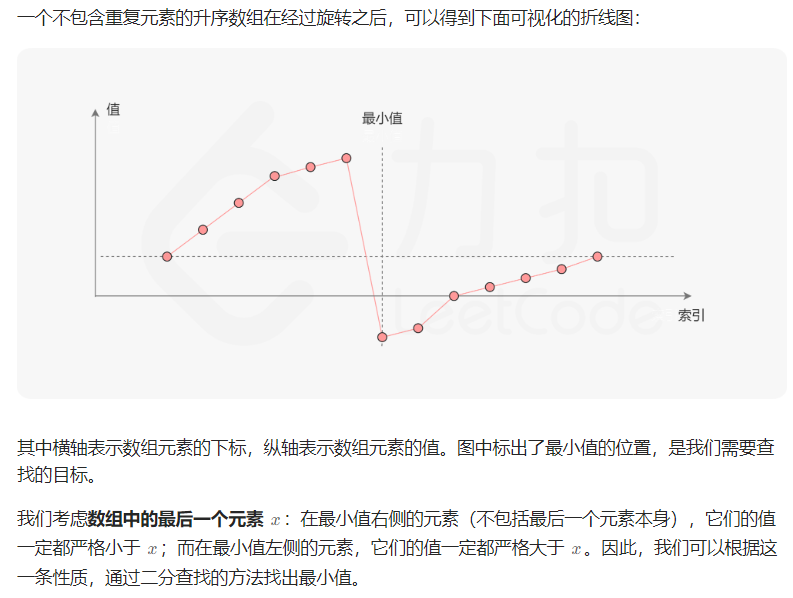 一个不包含重复元素的升序数组在经过旋转之后，可以得到下面可视化的折线图：
值
最小值
力扣
LeetCode
索引
其中横轴表示数组元素的下标，纵轴表示数组元素的值。图中标出了最小值的位置，是我们需要查
找的目标。
我们考虑数组中的最后一个元素 x：在最小值右侧的元素（不包括最后一个元素本身），它们的值
一定都严格小于 x；而在最小值左侧的元素，它们的值一定都严格大于 x。因此，我们可以根据这
一条性质，通过二分查找的方法找出最小值。